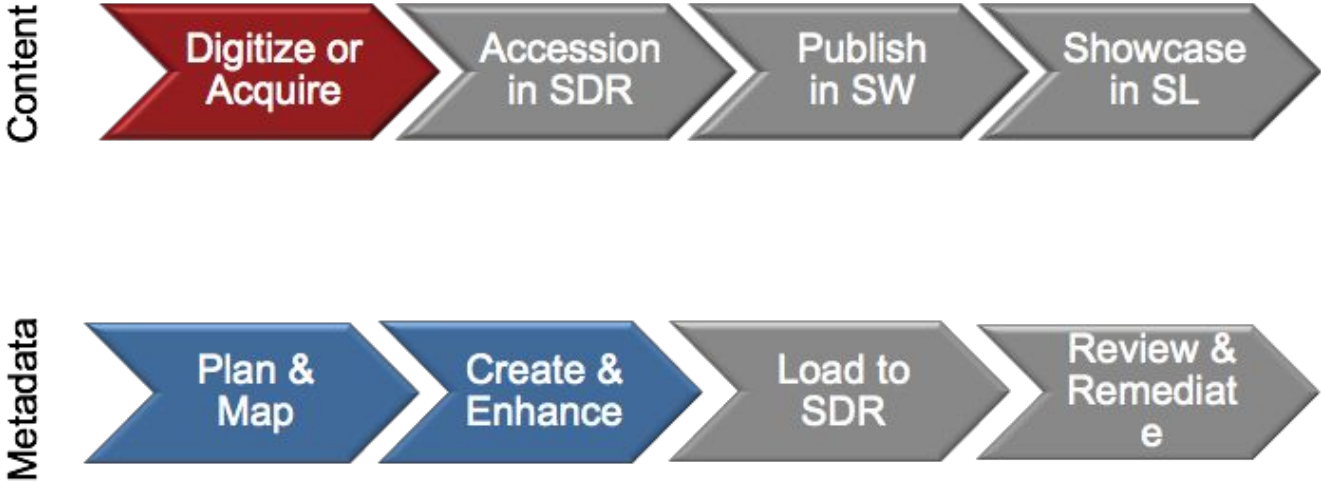 Content
Digitize or
Acquire
Accession
in SDR
Publish
in SW
Showcase
in SL
Metadata
Plan &
Map
Create &
Enhance
Load to
SDR
Review &
Remediat
e